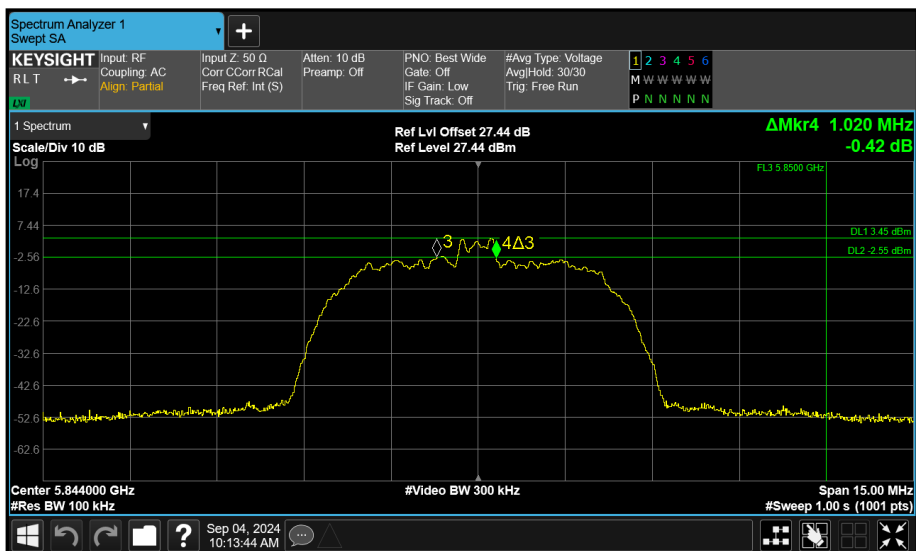 Spectrum Analyzer 1
Swept SA
KEYSIGHT Input: RF Input Z: 50 Ω Atten: 10 dB PNO: Best Wide #Avg Type: Voltage 1 2 3 4 5 6
R L T Coupling: AC Corr CCorr RCal Preamp: Off Gate: Off Avg|Hold: 30/30 M W W W W W
Align: Partial Freq Ref: Int (S) IF Gain: Low Trig: Free Run
LXI Sig Track: Off P N N N N N
1 Spectrum Ref Lvl Offset 27.44 dB ΔMkr4 1.020 MHz
Scale/Div 10 dB Ref Level 27.44 dBm -0.42 dB
Log
FL3 5.8500 GHz
17.4
7.44
DL1 3.45 dBm
3 4Δ3
DL2 -2.55 dBm
-2.56
-12.6
-22.6
-32.6
-42.6
-52.6
-62.6
Center 5.844000 GHz #Video BW 300 kHz Span 15.00 MHz
#Res BW 100 kHz #Sweep 1.00 s (1001 pts)
? Sep 04, 2024
10:13:44 AM